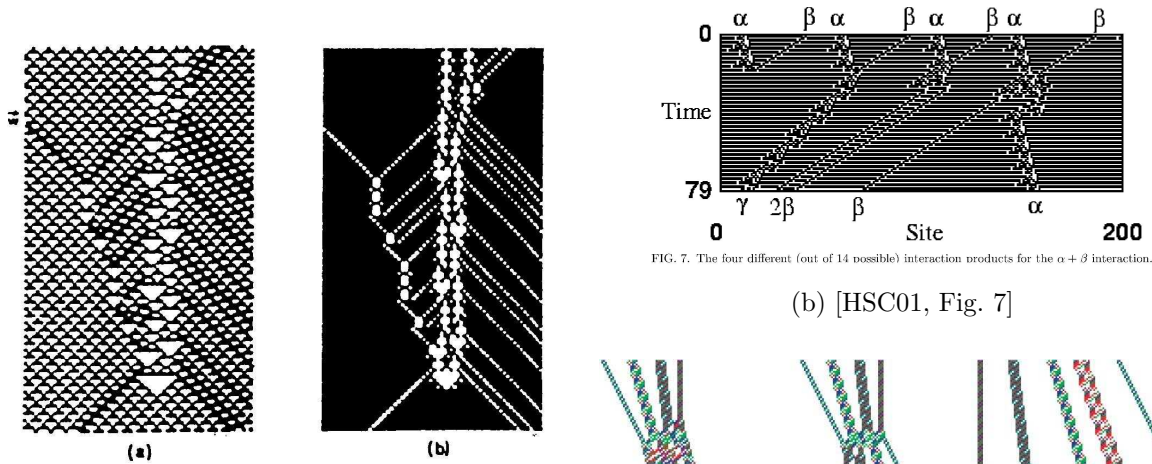 (a)
(b)
α β α β α β α β
0
Time
79
γ 2β β α
0 Site 200
FIG. 7. The four different (out of 14 possible) interaction products for the α + β interaction.
(b) [HSC01, Fig. 7]